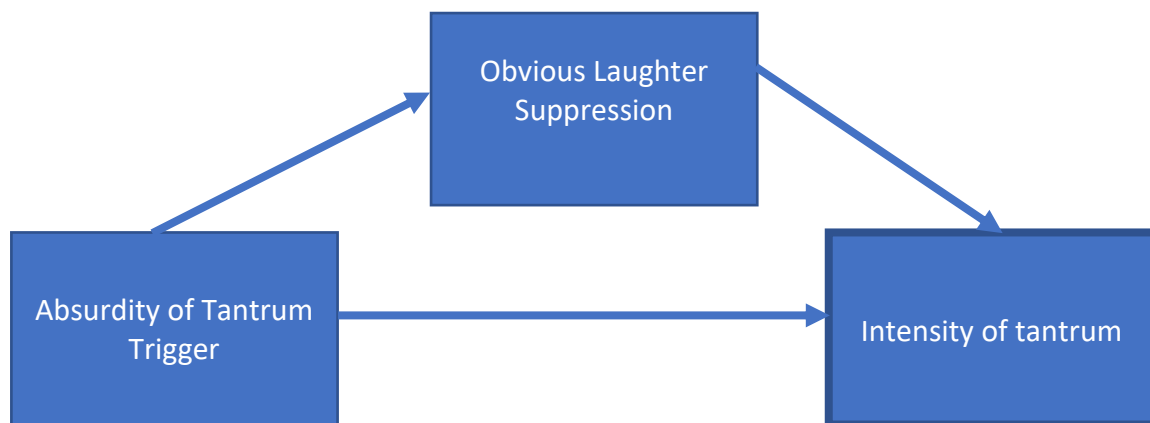 Obvious Laughter
Suppression
Absurdity of Tantrum
Trigger
Intensity of tantrum